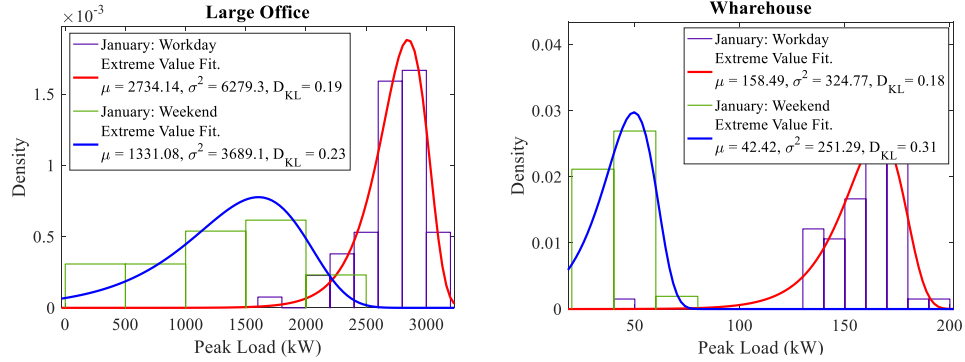 Large Office
×10⁻³
January: Workday
Extreme Value Fit.
μ = 2734.14, σ² = 6279.3, D_KL = 0.19
January: Weekend
Extreme Value Fit.
μ = 1331.08, σ² = 3689.1, D_KL = 0.23
1.5
1
0.5
0
Density
0 500 1000 1500 2000 2500 3000
Peak Load (kW)
Wharehouse
January: Workday
Extreme Value Fit.
μ = 158.49, σ² = 324.77, D_KL = 0.18
January: Weekend
Extreme Value Fit.
μ = 42.42, σ² = 251.29, D_KL = 0.31
0.04
0.03
0.02
0.01
0
Density
50 100 150 200
Peak Load (kW)